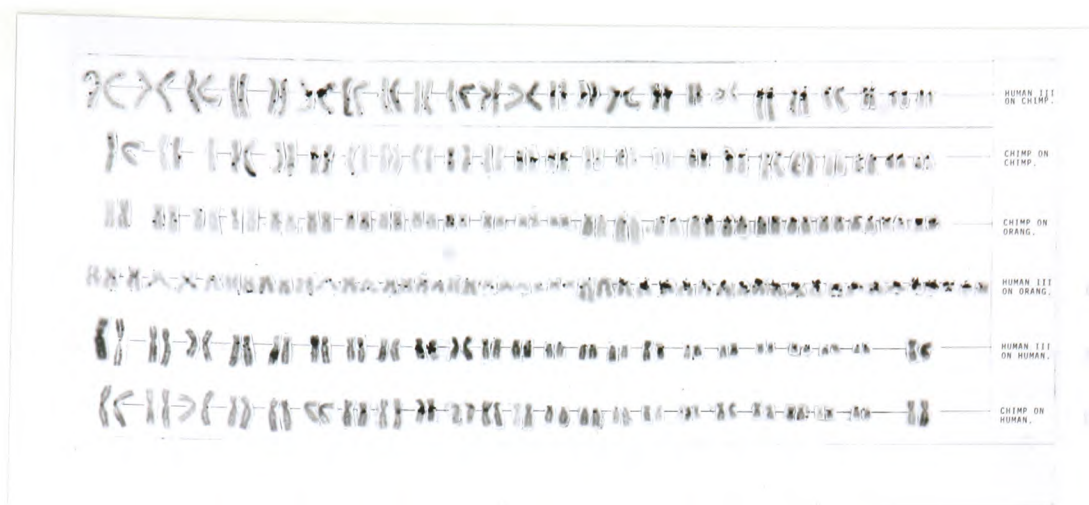 HUMAN III
ON CHIMP.
CHIMP ON
CHIMP.
CHIMP ON
ORANG.
HUMAN III
ON ORANG.
HUMAN III
ON HUMAN.
CHIMP ON
HUMAN.